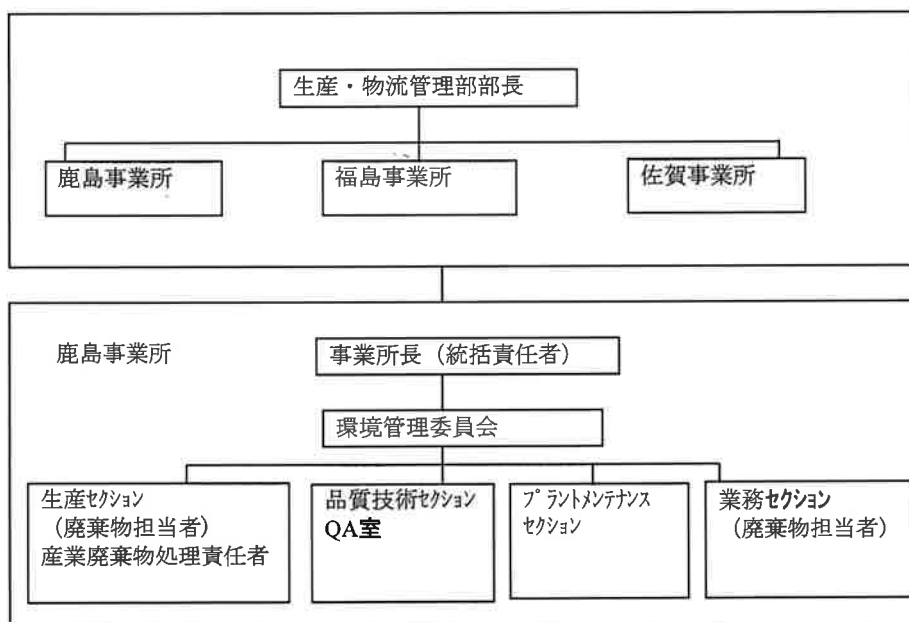 生産・物流管理部部長
鹿島事業所
福島事業所
佐賀事業所
鹿島事業所
事業所長（統括責任者）
環境管理委員会
生産ｾｸｼｮﾝ
（廃棄物担当者）
産業廃棄物処理責任者
品質技術ｾｸｼｮﾝ
QA室
ﾌﾟﾗﾝﾄﾒﾝﾃﾅﾝｽ
ｾｸｼｮﾝ
業務ｾｸｼｮﾝ
（廃棄物担当者）